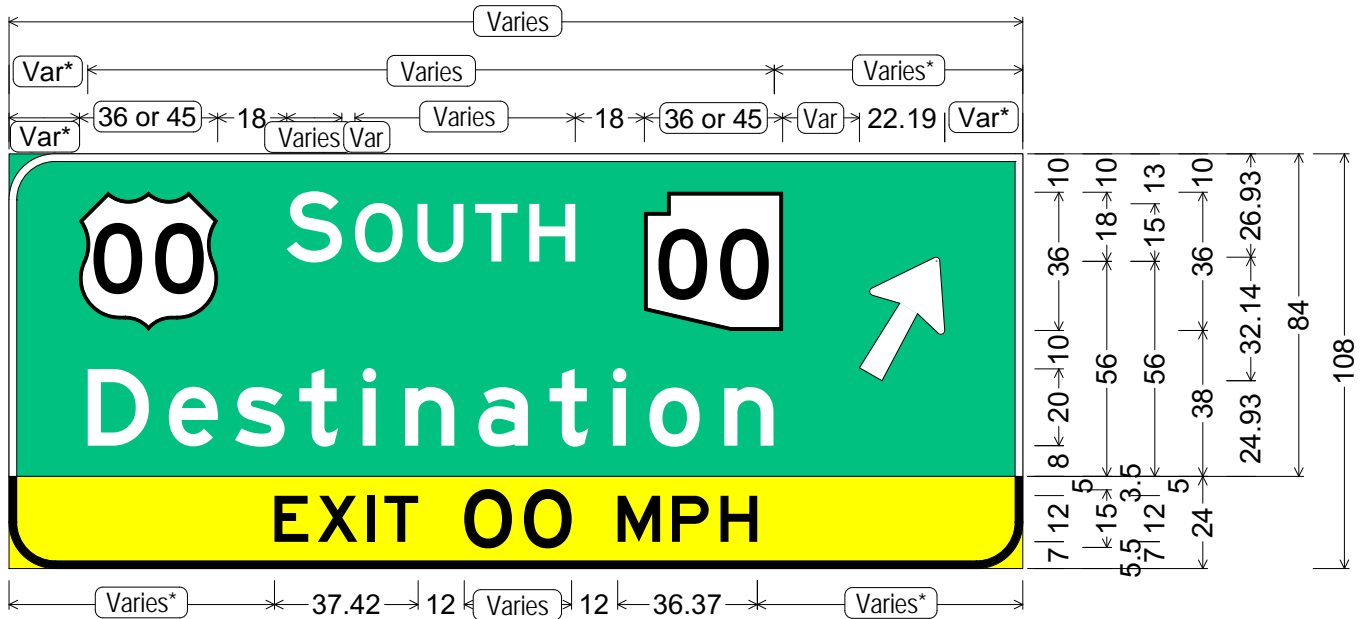 Varies
Var* Varies Varies*
Var* 36 or 45 18 Varies Var Varies 18 36 or 45 Var 22.19 Var*
00 SOUTH 00
Destination
EXIT 00 MPH
10 36 10 20 8 12 7
10 18 56 5 15 5.5
13 15 56 3.5 12 7
10 36 38 5 24
26.93 32.14 24.93
84
108
Varies* 37.42 12 Varies 12 36.37 Varies*